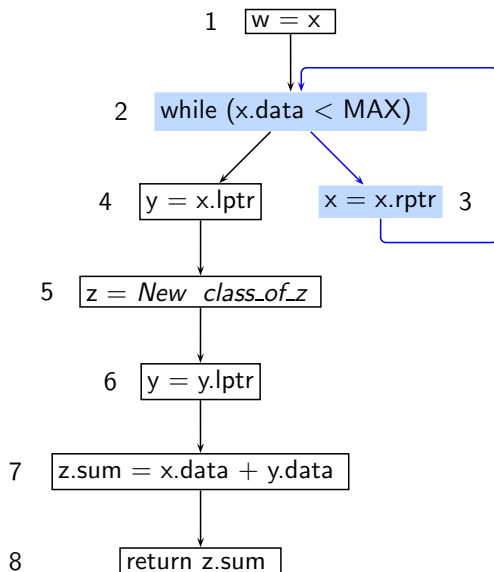 1 w = x
2 while (x.data < MAX)
4 y = x.lptr
x = x.rptr 3
5 z = New class_of_z
6 y = y.lptr
7 z.sum = x.data + y.data
8 return z.sum